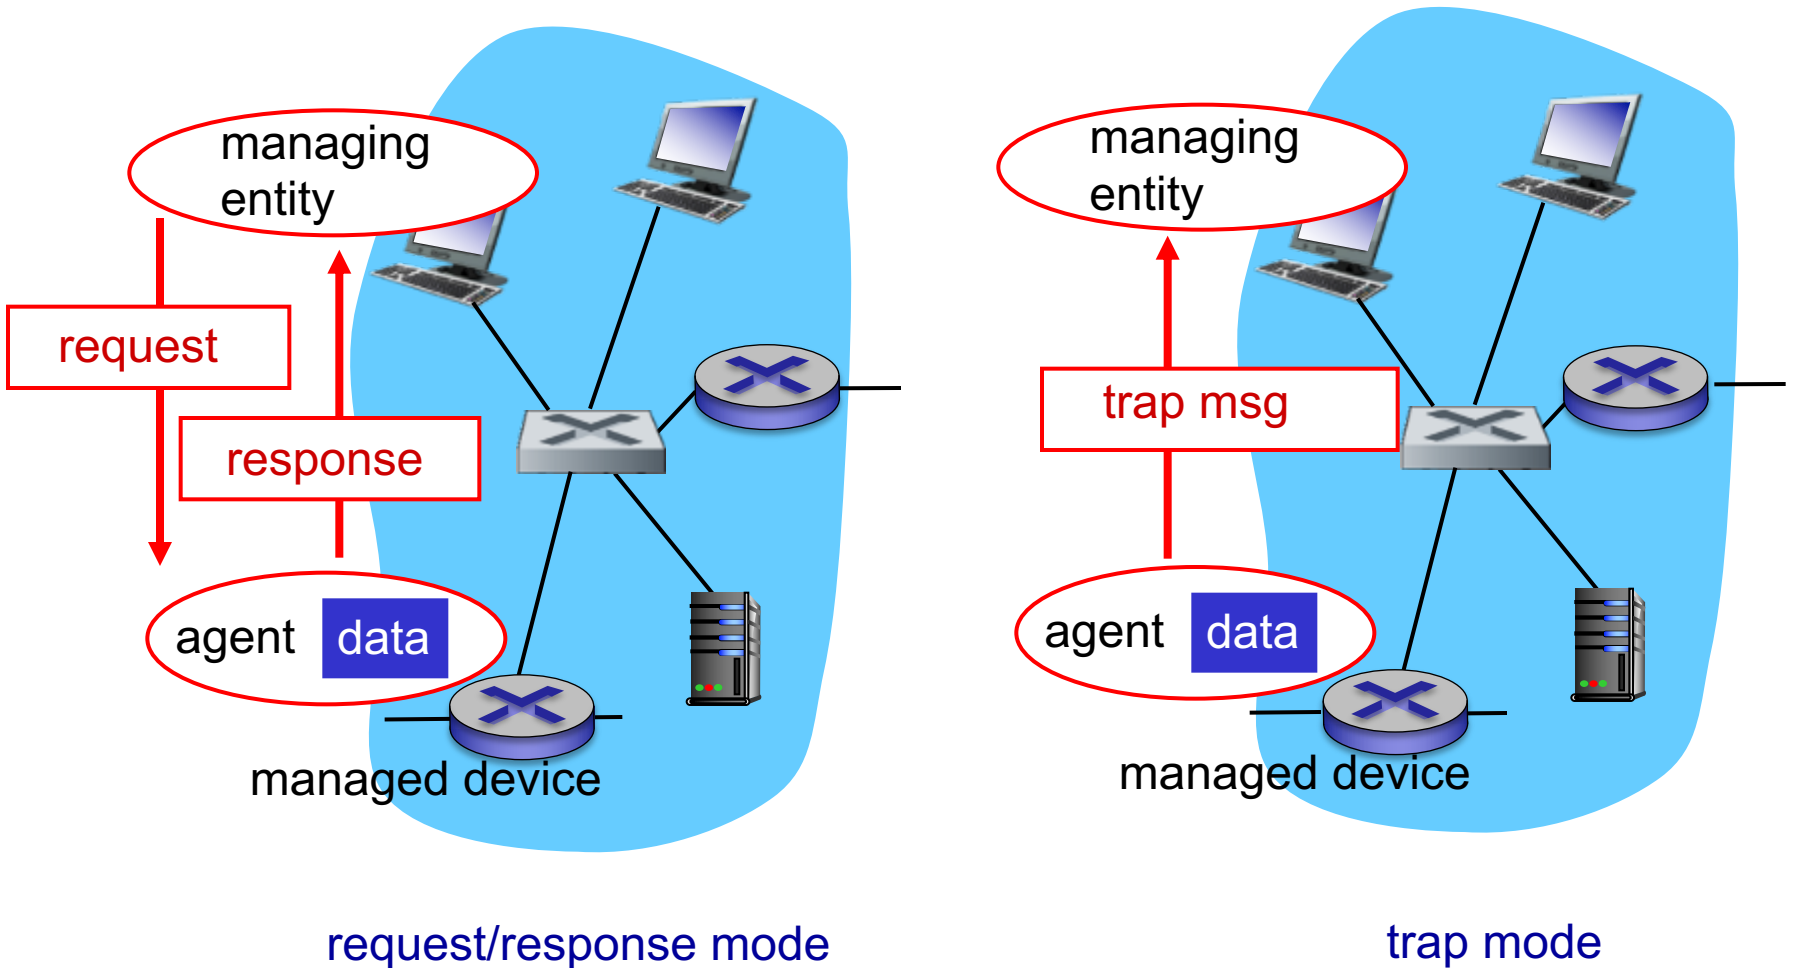 managing
entity
request
response
agent data
managed device
request/response mode
managing
entity
trap msg
agent data
managed device
trap mode